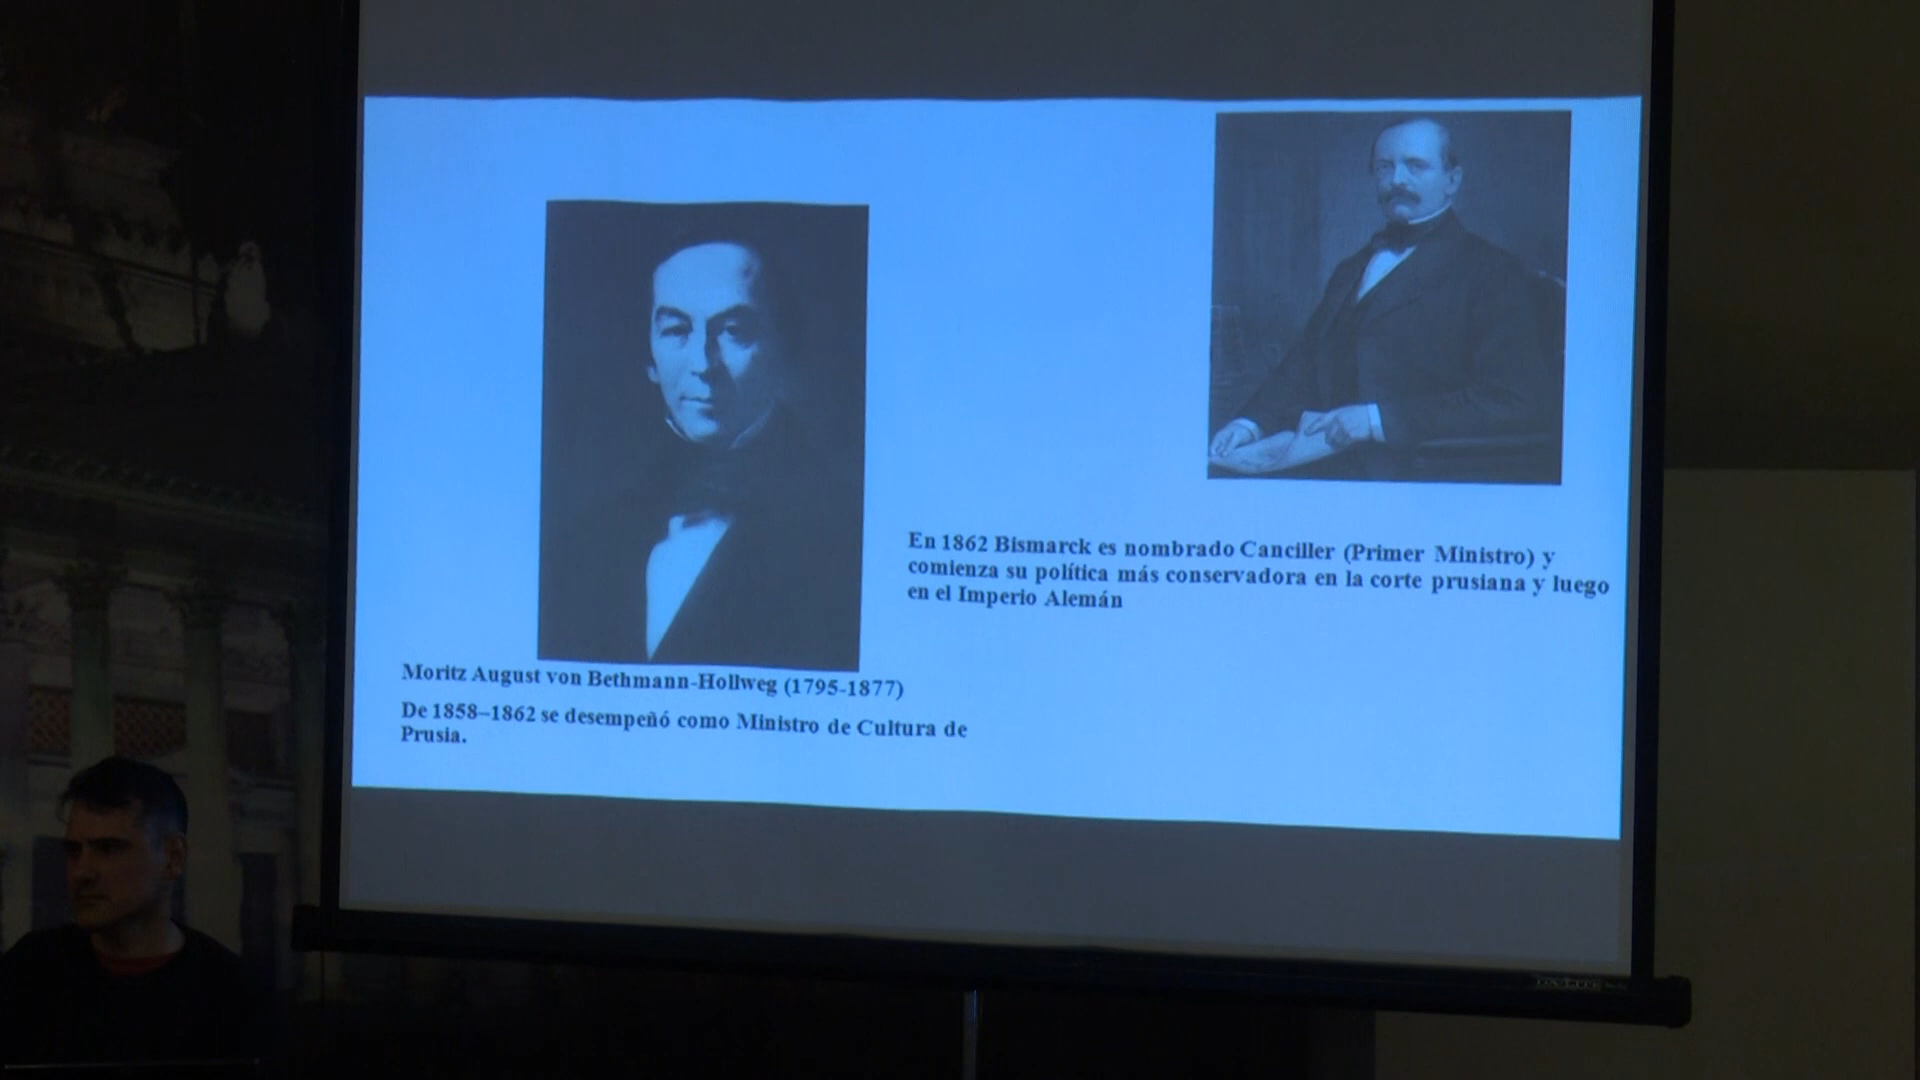 En 1862 Bismarck es nombrado Canciller (Primer Ministro) y
comienza su política más conservadora en la corte prusiana y luego
en el Imperio Alemán
Moritz August von Bethmann-Hollweg (1795-1877)
De 1858–1862 se desempeñó como Ministro de Cultura de
Prusia.